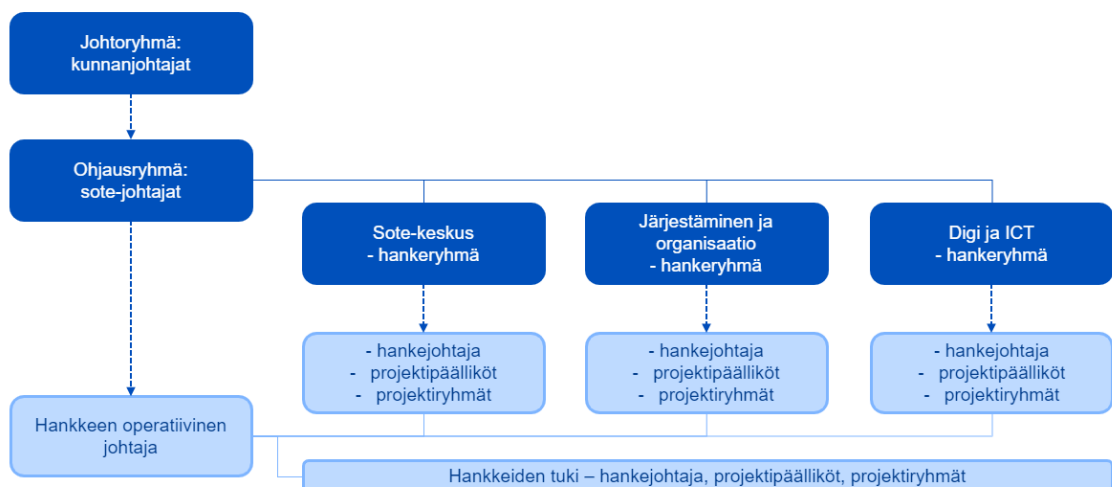 Johtoryhmä:
kunnanjohtajat
Ohjausryhmä:
sote-johtajat
Sote-keskus
- hankeryhmä
Järjestäminen ja
organisaatio
- hankeryhmä
Digi ja ICT
- hankeryhmä
- hankejohtaja
- projektipäälliköt
- projektiryhmät
- hankejohtaja
- projektipäälliköt
- projektiryhmät
- hankejohtaja
- projektipäälliköt
- projektiryhmät
Hankkeen operatiivinen
johtaja
Hankkeiden tuki – hankejohtaja, projektipäälliköt, projektiryhmät